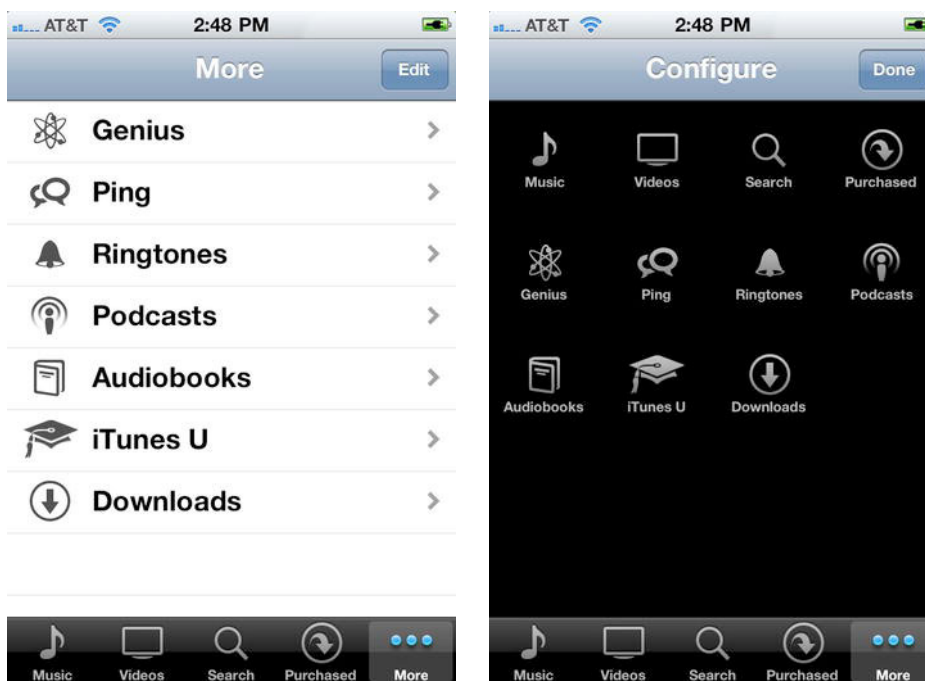 AT&T 2:48 PM
More Edit
Genius
Ping
Ringtones
Podcasts
Audiobooks
iTunes U
Downloads
Music Videos Search Purchased More
AT&T 2:48 PM
Configure Done
Music Videos Search Purchased
Genius Ping Ringtones Podcasts
Audiobooks iTunes U Downloads
Music Videos Search Purchased More